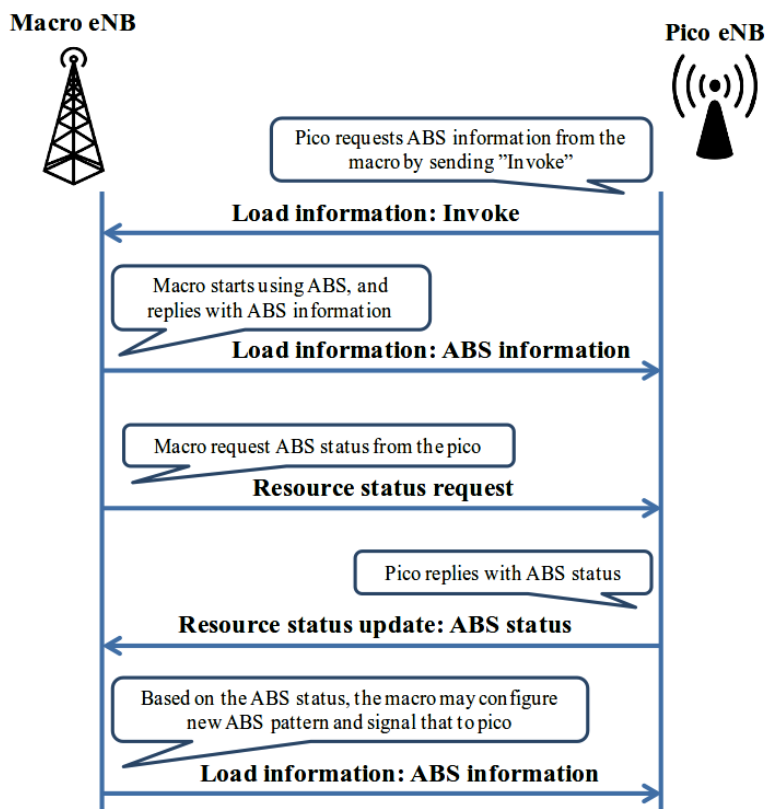 Macro eNB
Pico eNB
Pico requests ABS information from the
macro by sending ”Invoke”
Load information: Invoke
Macro starts using ABS, and
replies with ABS information
Load information: ABS information
Macro request ABS status from the pico
Resource status request
Pico replies with ABS status
Resource status update: ABS status
Based on the ABS status, the macro may configure
new ABS pattern and signal that to pico
Load information: ABS information